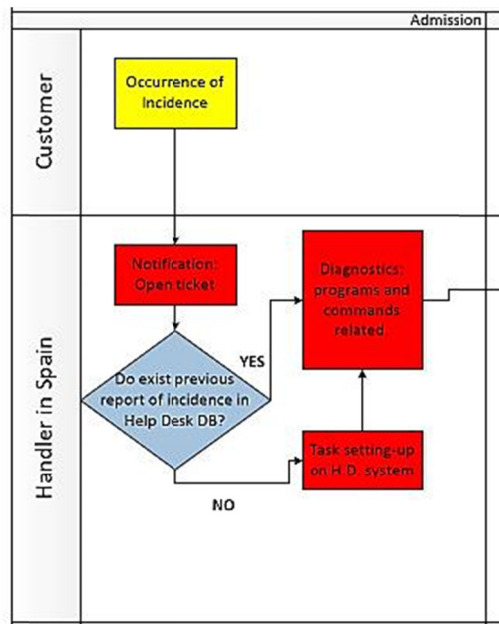 Admission
Customer
Occurrence of
Incidence
Handler in Spain
Notification:
Open ticket
Do exist previous
report of incidence in
Help Desk DB?
YES
NO
Diagnostics:
programs and
commands
related.
Task setting-up
on H.D. system